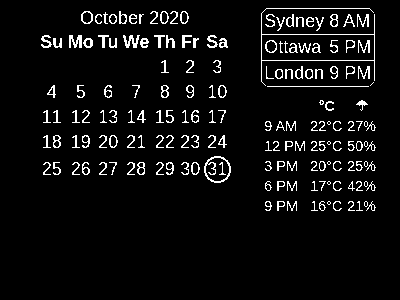 October 2020
Su Mo Tu We Th Fr Sa
1 2 3
4 5 6 7 8 9 10
11 12 13 14 15 16 17
18 19 20 21 22 23 24
25 26 27 28 29 30 31
Sydney 8 AM
Ottawa 5 PM
London 9 PM
°C ☂
9 AM 22°C 27%
12 PM 25°C 50%
3 PM 20°C 25%
6 PM 17°C 42%
9 PM 16°C 21%